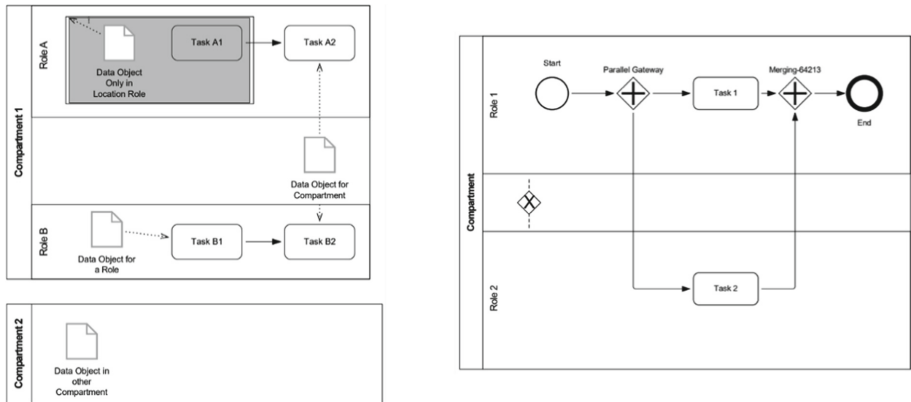 Compartment 1
Role A
Data Object
Only in
Location Role
Task A1
Task A2
Data Object for
Compartment
Role B
Data Object for
a Role
Task B1
Task B2
Compartment 2
Data Object in
other
Compartment
Compartment
Role 1
Start
Parallel Gateway
Task 1
Merging-64213
End
X
Role 2
Task 2